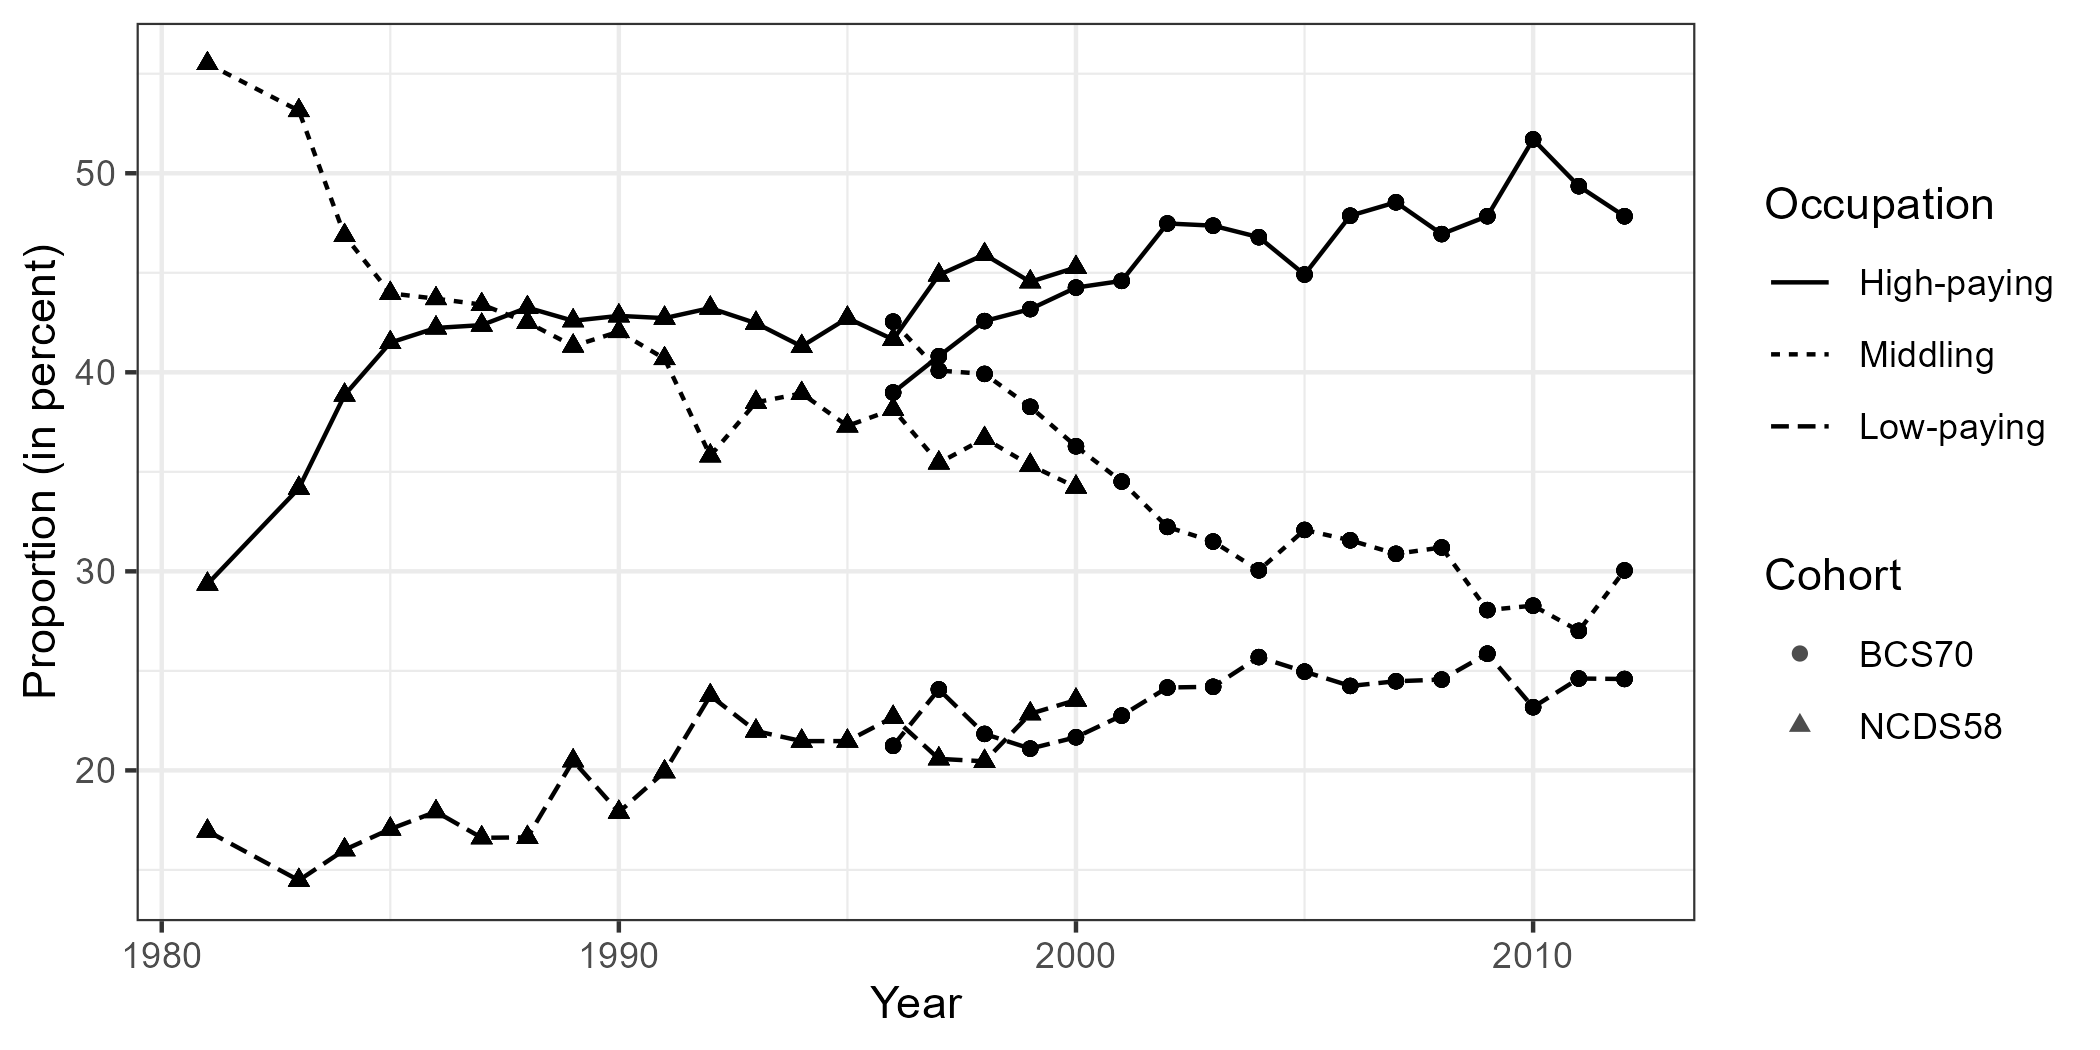 Proportion (in percent)
50
40
30
20
1980
1990
2000
2010
Year
Occupation
High-paying
Middling
Low-paying
Cohort
BCS70
NCDS58